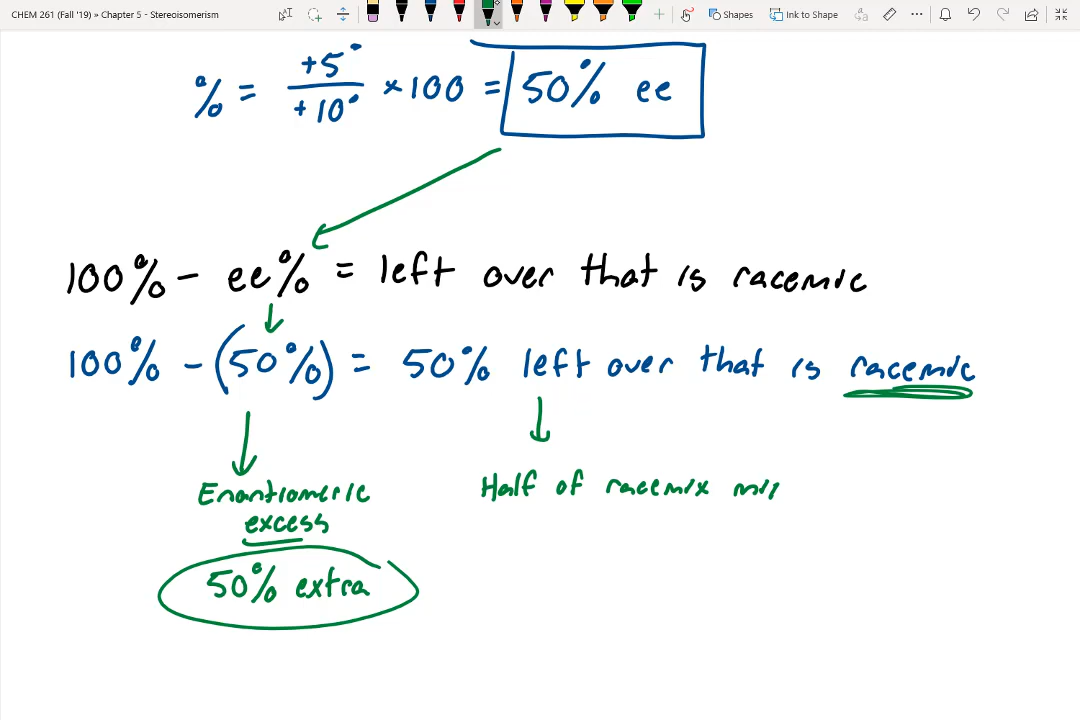 CHEM 261 (Fall '19) » Chapter 5 - Stereoisomerism
Shapes
Ink to Shape
% = +5° / +10° × 100 = 50% ee
100% - ee% = left over that is racemic
100% - (50%) = 50% left over that is racemic
Enantiomeric
excess
50% extra
Half of racemix mix